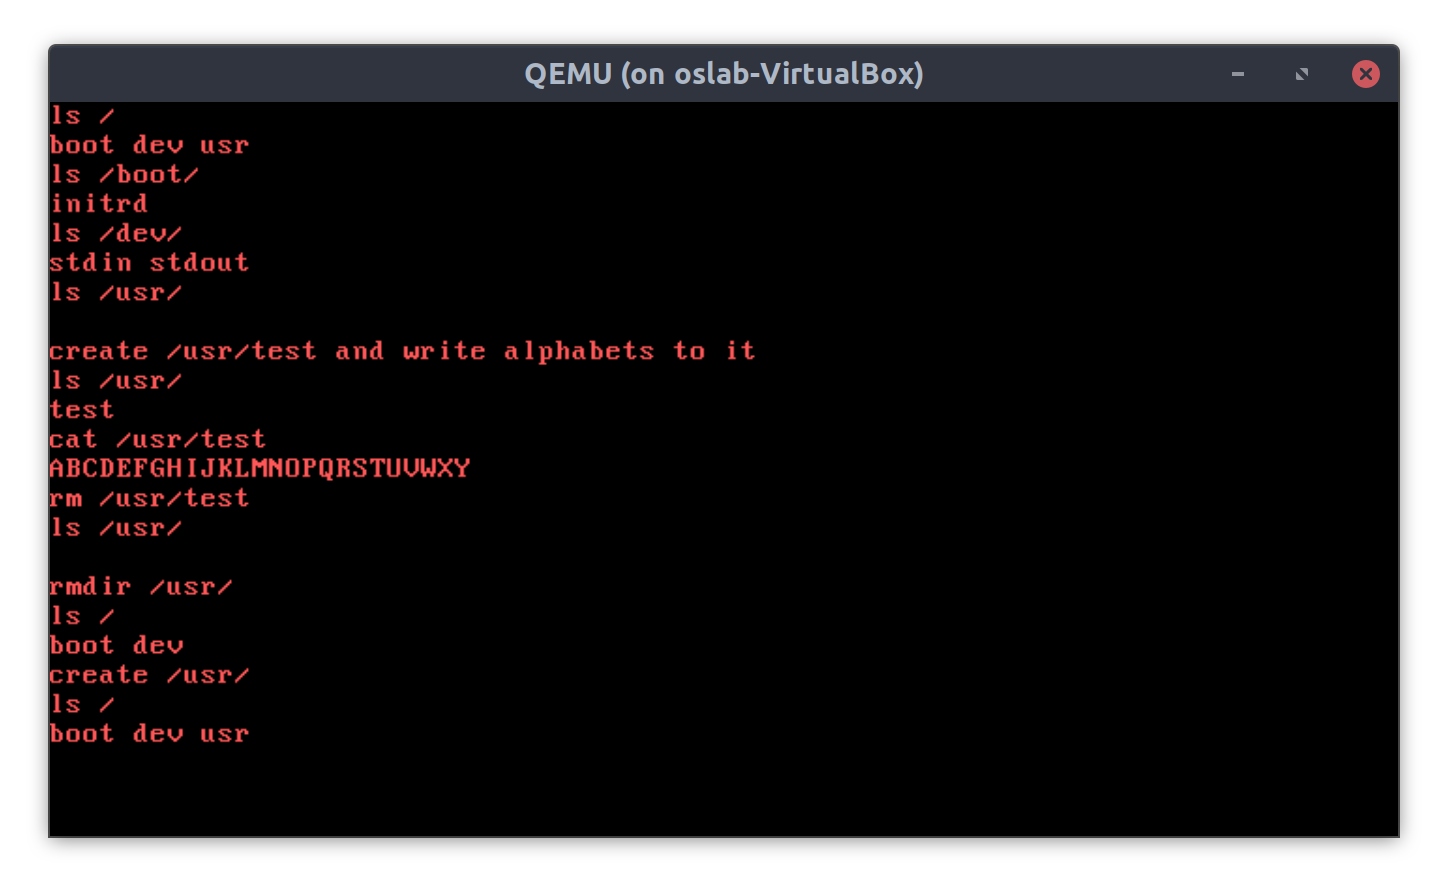 QEMU (on oslab-VirtualBox)
ls /
boot dev usr
ls /boot/
initrd
ls /dev/
stdin stdout
ls /usr/
create /usr/test and write alphabets to it
ls /usr/
test
cat /usr/test
ABCDEFGHIJKLMNOPQRSTUVWXY
rm /usr/test
ls /usr/
rmdir /usr/
ls /
boot dev
create /usr/
ls /
boot dev usr